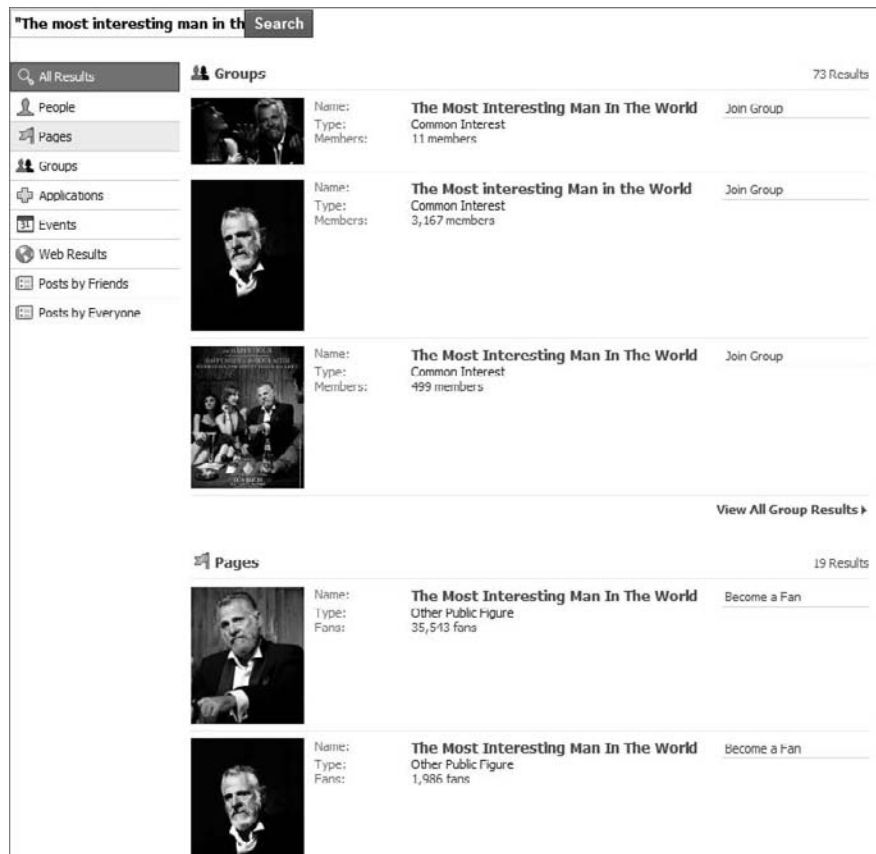 "The most interesting man in th Search
All Results
People
Pages
Groups
Applications
31 Events
Web Results
Posts by Friends
Posts by Everyone
Groups 73 Results
Name: The Most Interesting Man In The World Join Group
Type: Common Interest
Members: 11 members
Name: The Most interesting Man in the World Join Group
Type: Common Interest
Members: 3,167 members
Name: The Most Interesting Man In The World Join Group
Type: Common Interest
Members: 499 members
View All Group Results
Pages 19 Results
Name: The Most Interesting Man In The World Become a Fan
Type: Other Public Figure
Fans: 35,543 fans
Name: The Most Interesting Man In The World Become a Fan
Type: Other Public Figure
Fans: 1,986 fans